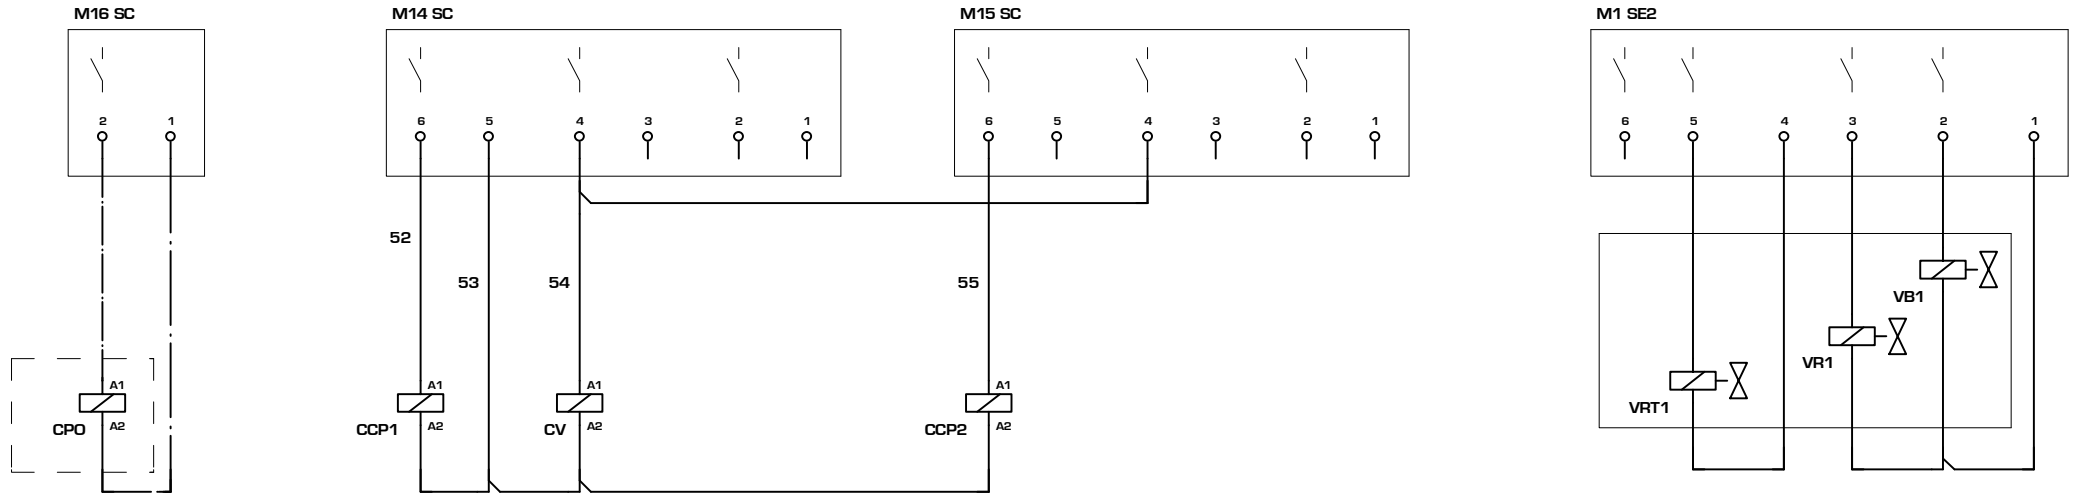 M16 SC M14 SC M15 SC M1 SE2
2 1 6 5 4 3 2 1 6 5 4 3 2 1 6 5 4 3 2 1
52
53 54 55
VB1
VR1
A1 A1 A1 A1
VRT1
CPO A2 CCP1 A2 CV A2 CCP2 A2